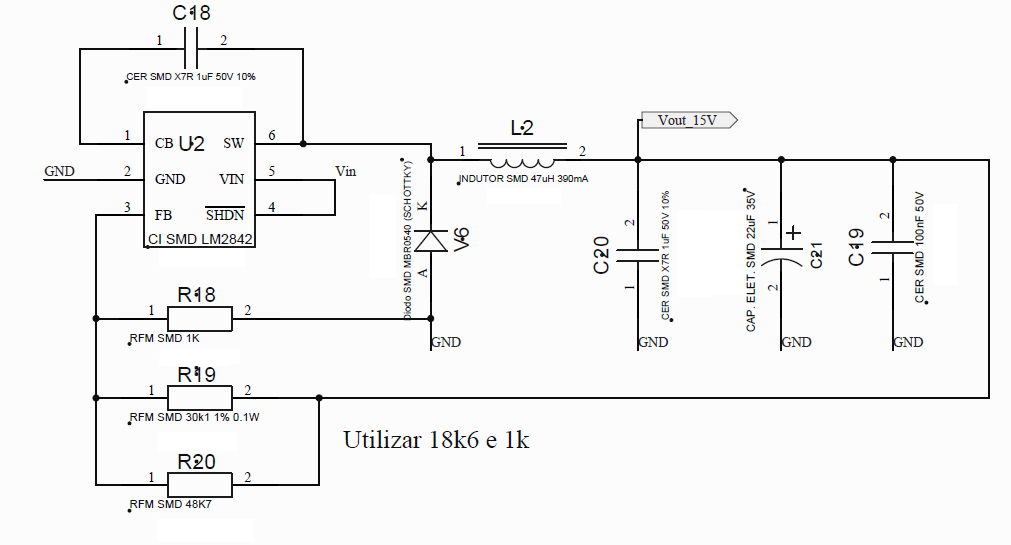 C18
1 2
CER SMD X7R 1uF 50V 10%
1 CB U2 SW 6
GND 2 GND VIN 5 Vin
3 FB SHDN 4
CI SMD LM2842
Vout_15V
L2
1 2
INDUTOR SMD 47uH 390mA
Diodo SMD MBR0540 (SCHOTTKY)
K
V6
A
GND
2
C20
1
CER SMD X7R 1uF 50V 10%
GND
CAP. ELET. SMD 22uF 35V
1
+
C21
2
GND
2
C19
1
CER SMD 100nF 50V
GND
R18
1 2
RFM SMD 1K
R19
1 2
RFM SMD 30k1 1% 0.1W
Utilizar 18k6 e 1k
R20
1 2
RFM SMD 48K7